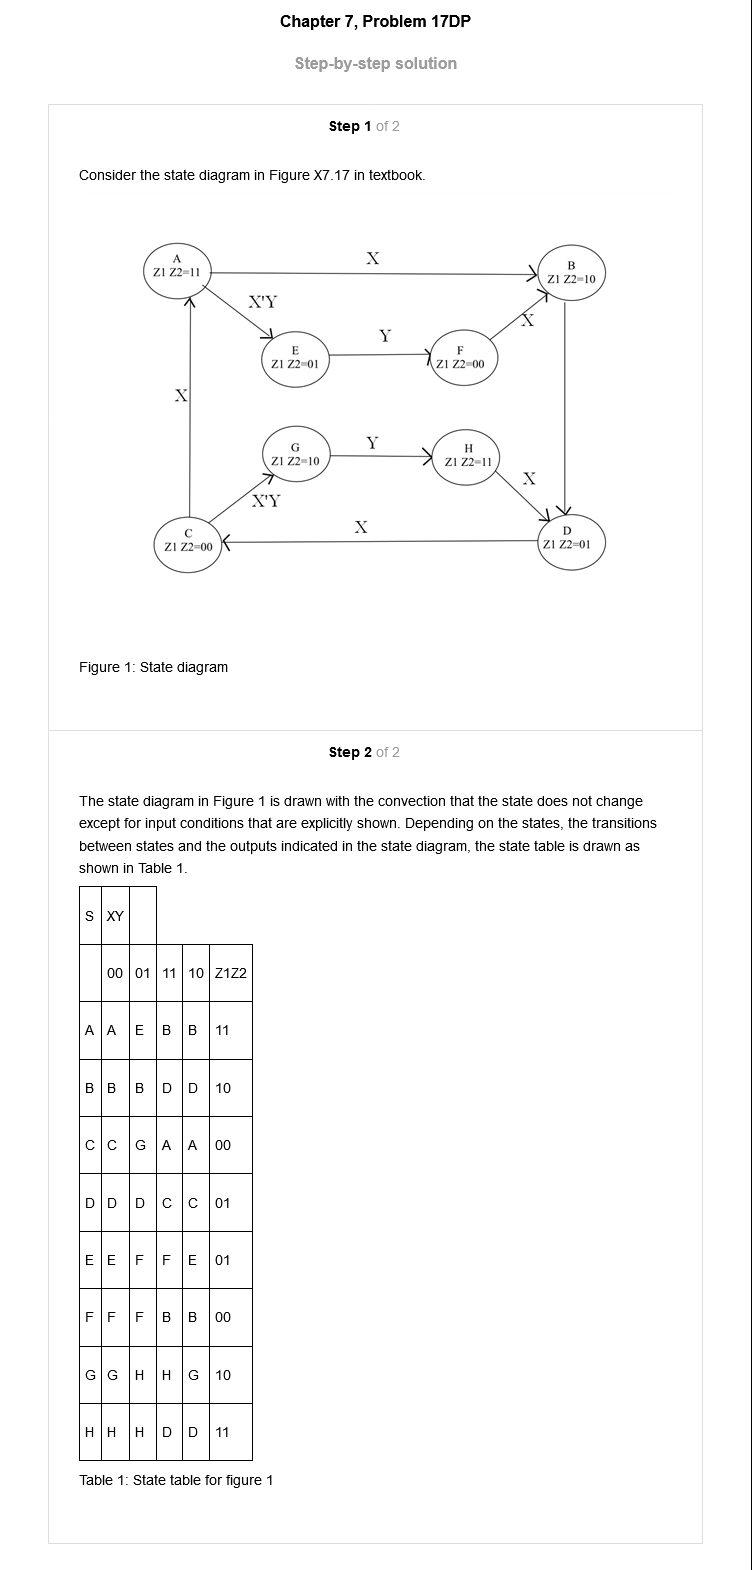 Chapter 7, Problem 17DP
Step-by-step solution
Step 1 of 2
Consider the state diagram in Figure X7.17 in textbook.
A
Z1 Z2=11
X
B
Z1 Z2=10
X'Y
E
Z1 Z2=01
Y
F
Z1 Z2=00
X
X
G
Z1 Z2=10
Y
H
Z1 Z2=11
X
X'Y
C
Z1 Z2=00
X
D
Z1 Z2=01
Figure 1: State diagram
Step 2 of 2
The state diagram in Figure 1 is drawn with the convection that the state does not change
except for input conditions that are explicitly shown. Depending on the states, the transitions
between states and the outputs indicated in the state diagram, the state table is drawn as
shown in Table 1.
S XY
00 01 11 10 Z1Z2
A A E B B 11
B B B D D 10
C C G A A 00
D D D C C 01
E E F F E 01
F F F B B 00
G G H H G 10
H H H D D 11
Table 1: State table for figure 1